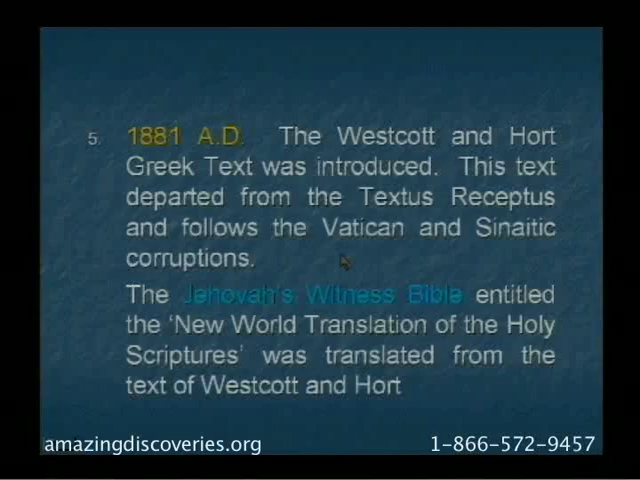 5. 1881 A.D. The Westcott and Hort
Greek Text was introduced. This text
departed from the Textus Receptus
and follows the Vatican and Sinaitic
corruptions.
The Jehovah's Witness Bible entitled
the ‘New World Translation of the Holy
Scriptures’ was translated from the
text of Westcott and Hort
amazingdiscoveries.org 1-866-572-9457